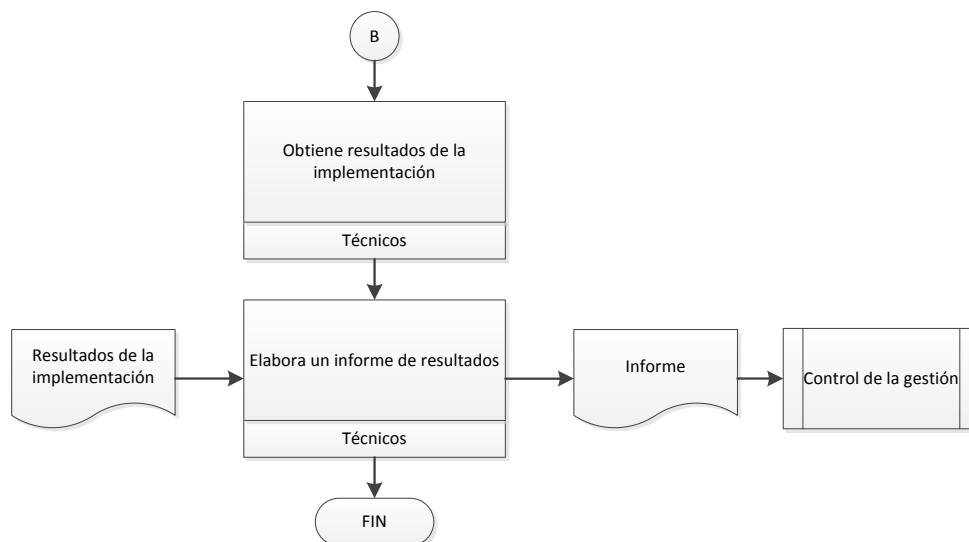 B
Obtiene resultados de la
implementación
Técnicos
Resultados de la
implementación
Elabora un informe de resultados
Técnicos
Informe
Control de la gestión
FIN